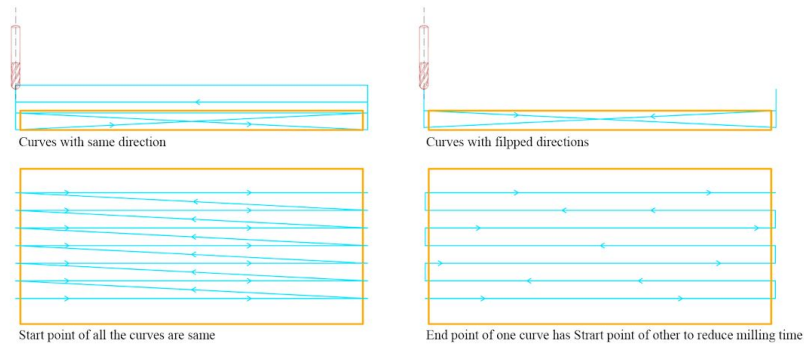 Curves with same direction
Curves with filpped directions
Start point of all the curves are same
End point of one curve has Strart point of other to reduce milling time